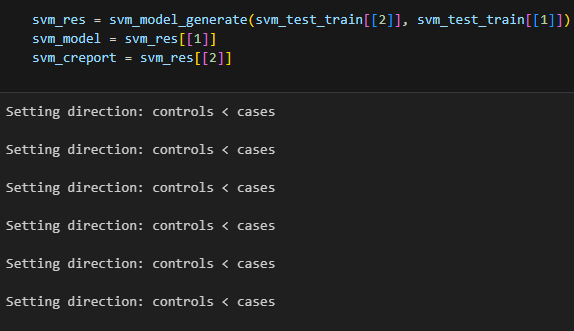 svm_res = svm_model_generate(svm_test_train[[2]], svm_test_train[[1]])
svm_model = svm_res[[1]]
svm_creport = svm_res[[2]]
Setting direction: controls < cases
Setting direction: controls < cases
Setting direction: controls < cases
Setting direction: controls < cases
Setting direction: controls < cases
Setting direction: controls < cases